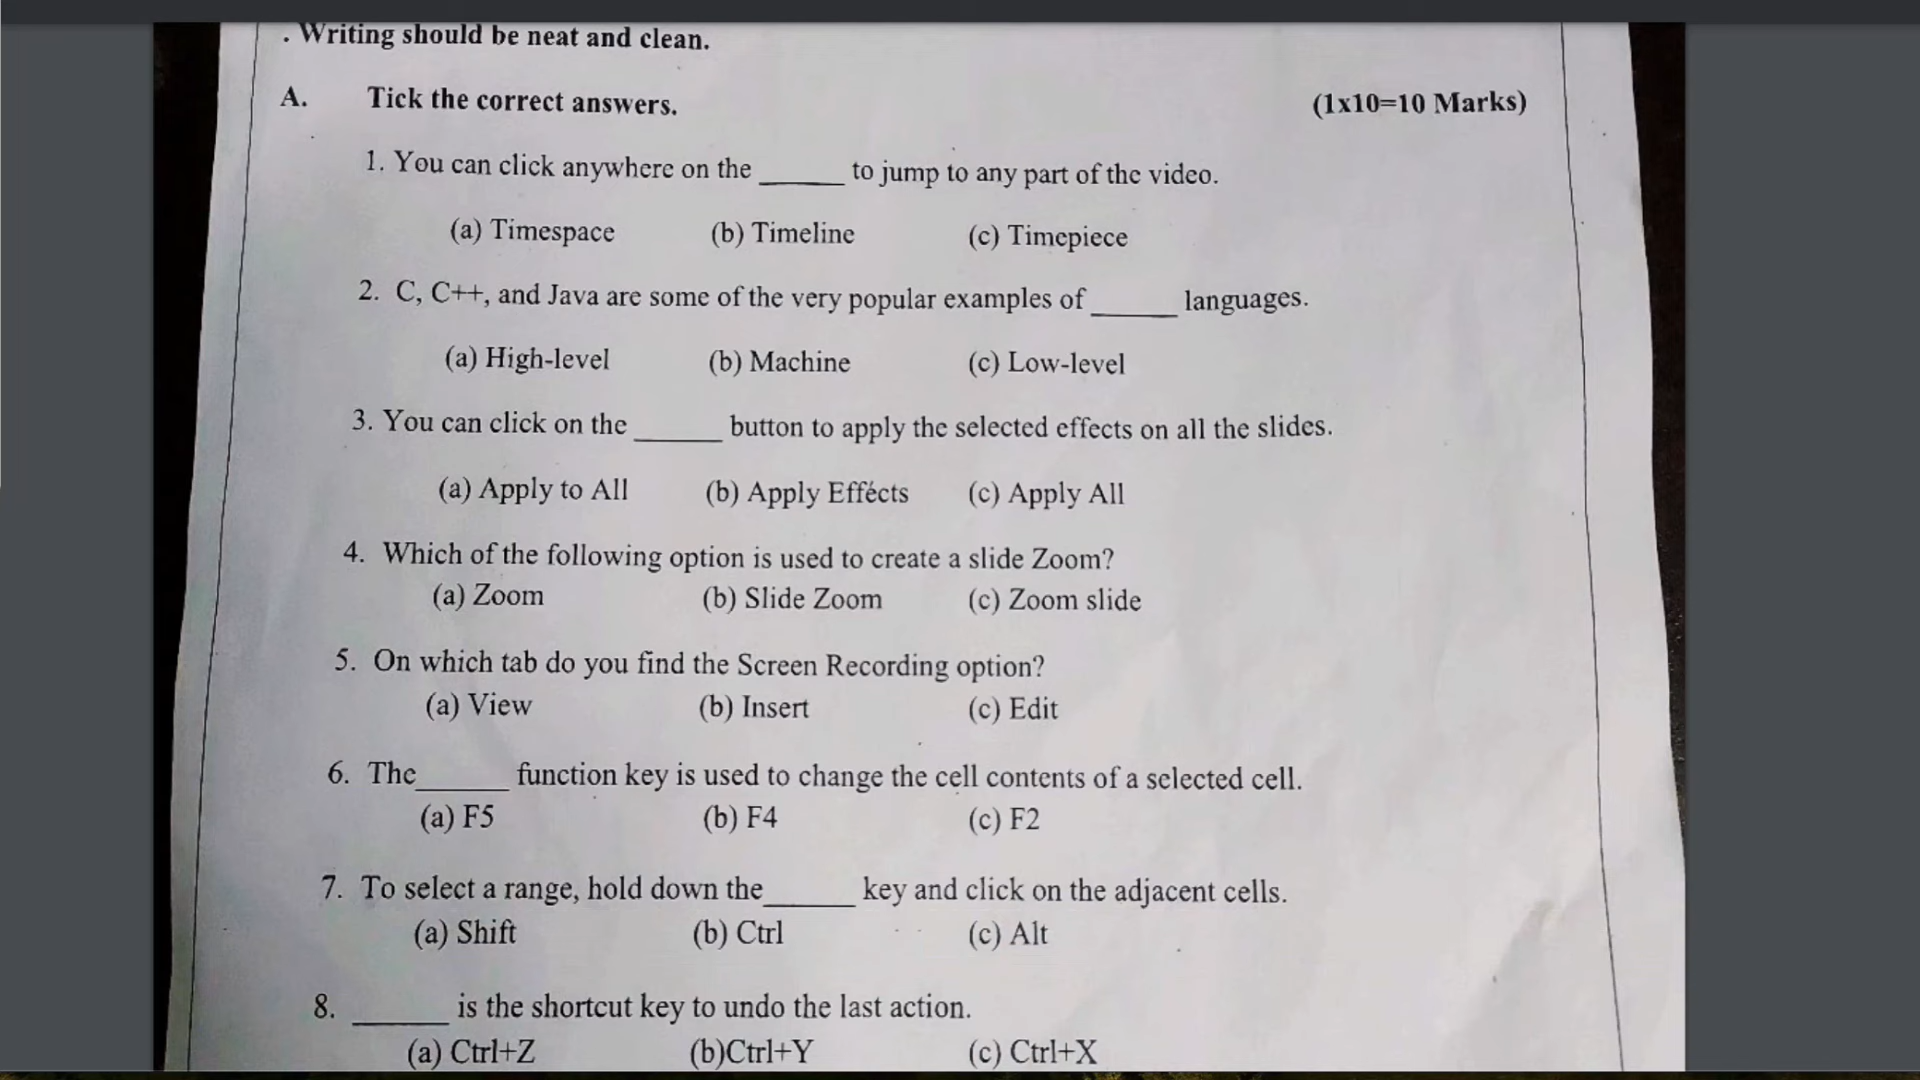 . Writing should be neat and clean.
A. Tick the correct answers. (1x10=10 Marks)
1. You can click anywhere on the ______ to jump to any part of the video.
(a) Timespace (b) Timeline (c) Timepiece
2. C, C++, and Java are some of the very popular examples of ______ languages.
(a) High-level (b) Machine (c) Low-level
3. You can click on the ______ button to apply the selected effects on all the slides.
(a) Apply to All (b) Apply Effects (c) Apply All
4. Which of the following option is used to create a slide Zoom?
(a) Zoom (b) Slide Zoom (c) Zoom slide
5. On which tab do you find the Screen Recording option?
(a) View (b) Insert (c) Edit
6. The ______ function key is used to change the cell contents of a selected cell.
(a) F5 (b) F4 (c) F2
7. To select a range, hold down the ______ key and click on the adjacent cells.
(a) Shift (b) Ctrl (c) Alt
8. ______ is the shortcut key to undo the last action.
(a) Ctrl+Z (b)Ctrl+Y (c) Ctrl+X